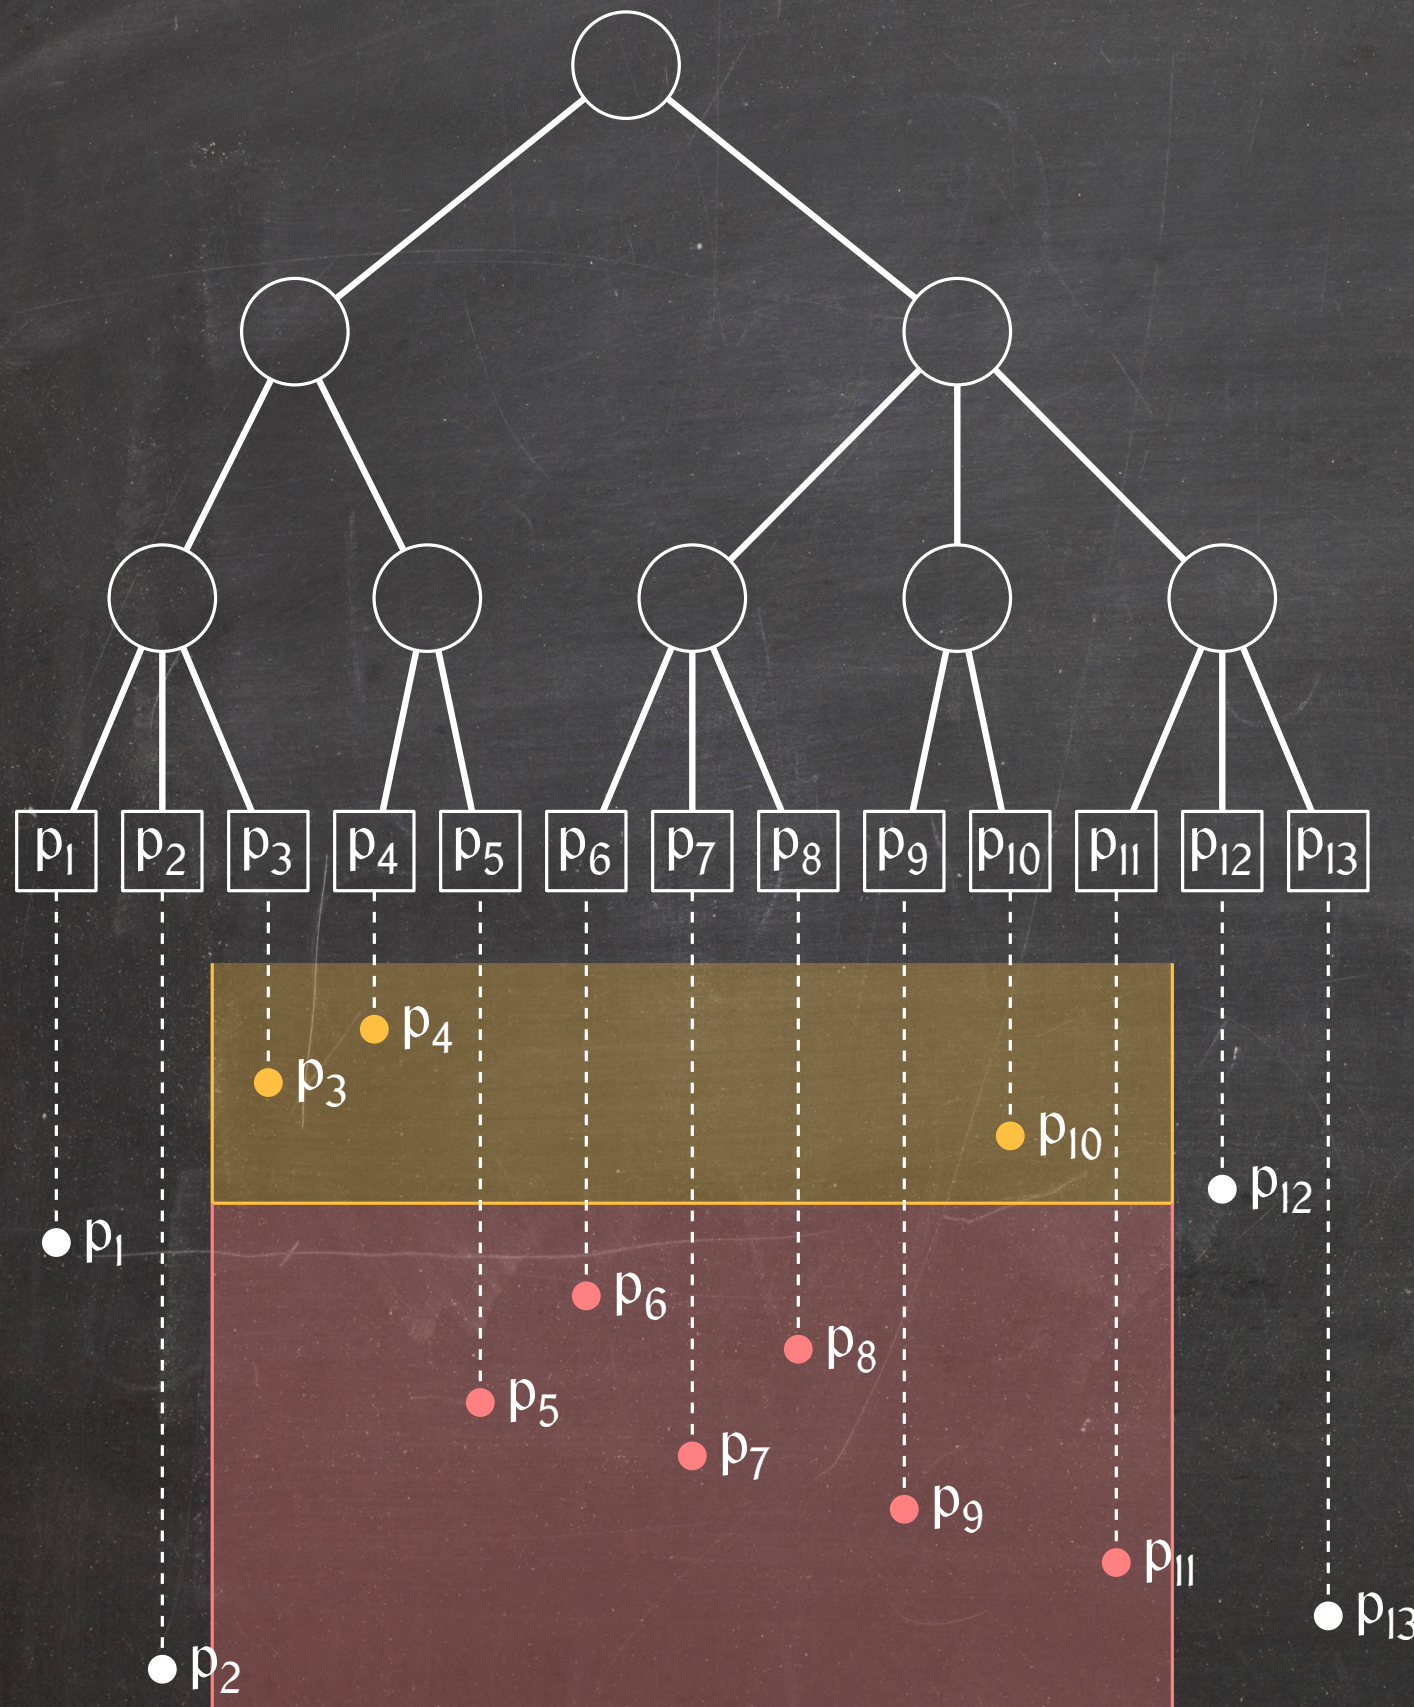 p₁ p₂ p₃ p₄ p₅ p₆ p₇ p₈ p₉ p₁₀ p₁₁ p₁₂ p₁₃
p₄
p₃
p₁₀
p₁₂
p₁
p₆
p₈
p₅
p₇
p₉
p₁₁
p₁₃
p₂